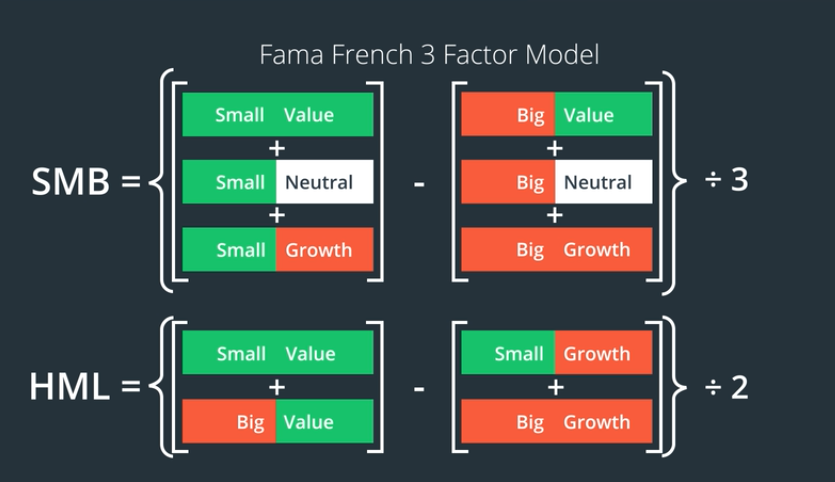 Fama French 3 Factor Model
Small Value
Big Value
+
+
SMB =
Small Neutral
-
Big Neutral
÷ 3
+
+
Small Growth
Big Growth
Small Value
Small Growth
HML =
+
-
+
÷ 2
Big Value
Big Growth